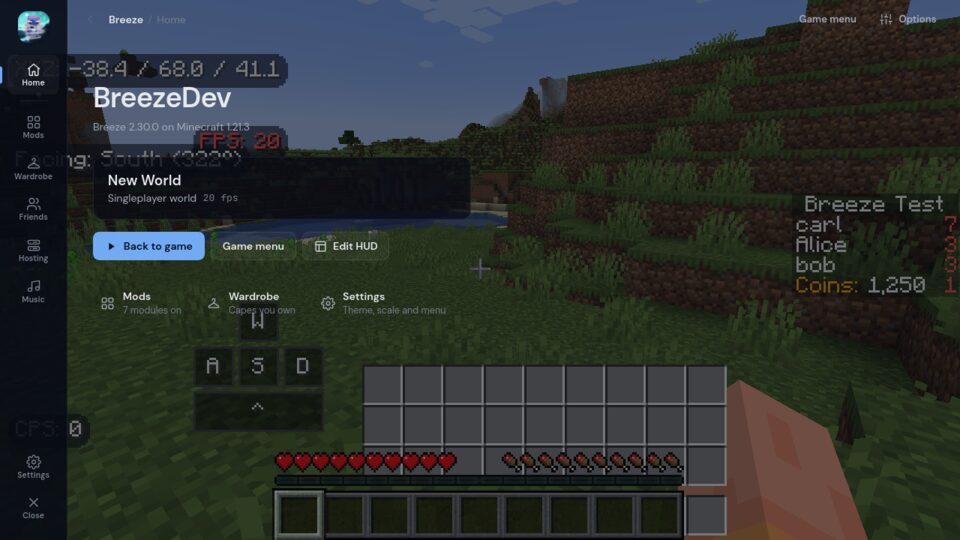 Breeze / Home
Game menu
Options
-38.4 / 68.0 / 41.1
Home
BreezeDev
Breeze 2.30.0 on Minecraft 1.21.3
FPS: 20
Mods
Facing: South (322°)
Wardrobe
New World
Singleplayer world 20 fps
Friends
Breeze Test
carl 7
Alice 3
bob 3
Coins: 1,250 1
Hosting
Back to game
Game menu
Edit HUD
Music
Mods
7 modules on
Wardrobe
Capes you own
Settings
Theme, scale and menu
W
A S D
^
CPS: 0
Settings
Close